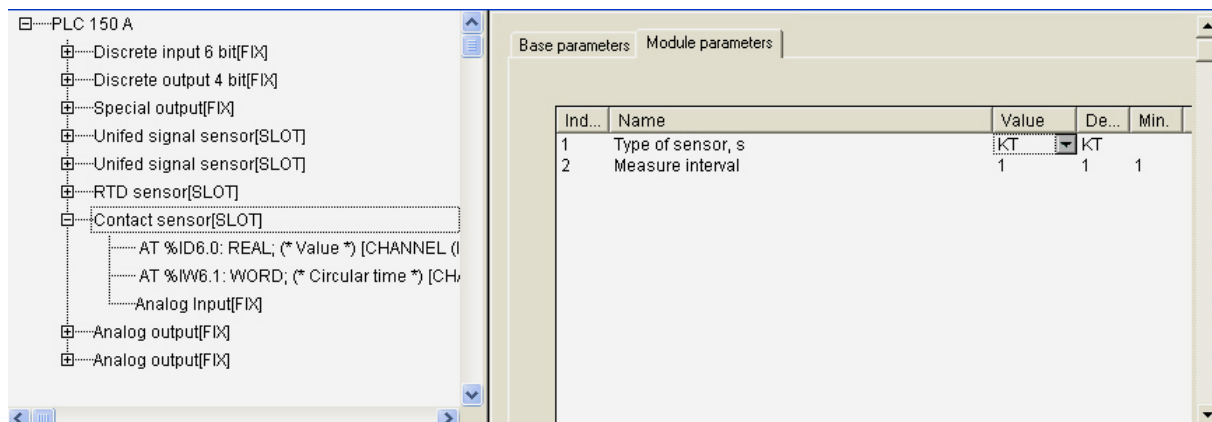 PLC 150 A
Discrete input 6 bit[FIX]
Discrete output 4 bit[FIX]
Special output[FIX]
Unifed signal sensor[SLOT]
Unifed signal sensor[SLOT]
RTD sensor[SLOT]
Contact sensor[SLOT]
AT %ID6.0: REAL; (* Value *) [CHANNEL (I
AT %IW6.1: WORD; (* Circular time *) [CHA
Analog Input[FIX]
Analog output[FIX]
Analog output[FIX]
Base parameters Module parameters
Ind... Name Value De... Min.
1 Type of sensor, s KT KT
2 Measure interval 1 1 1